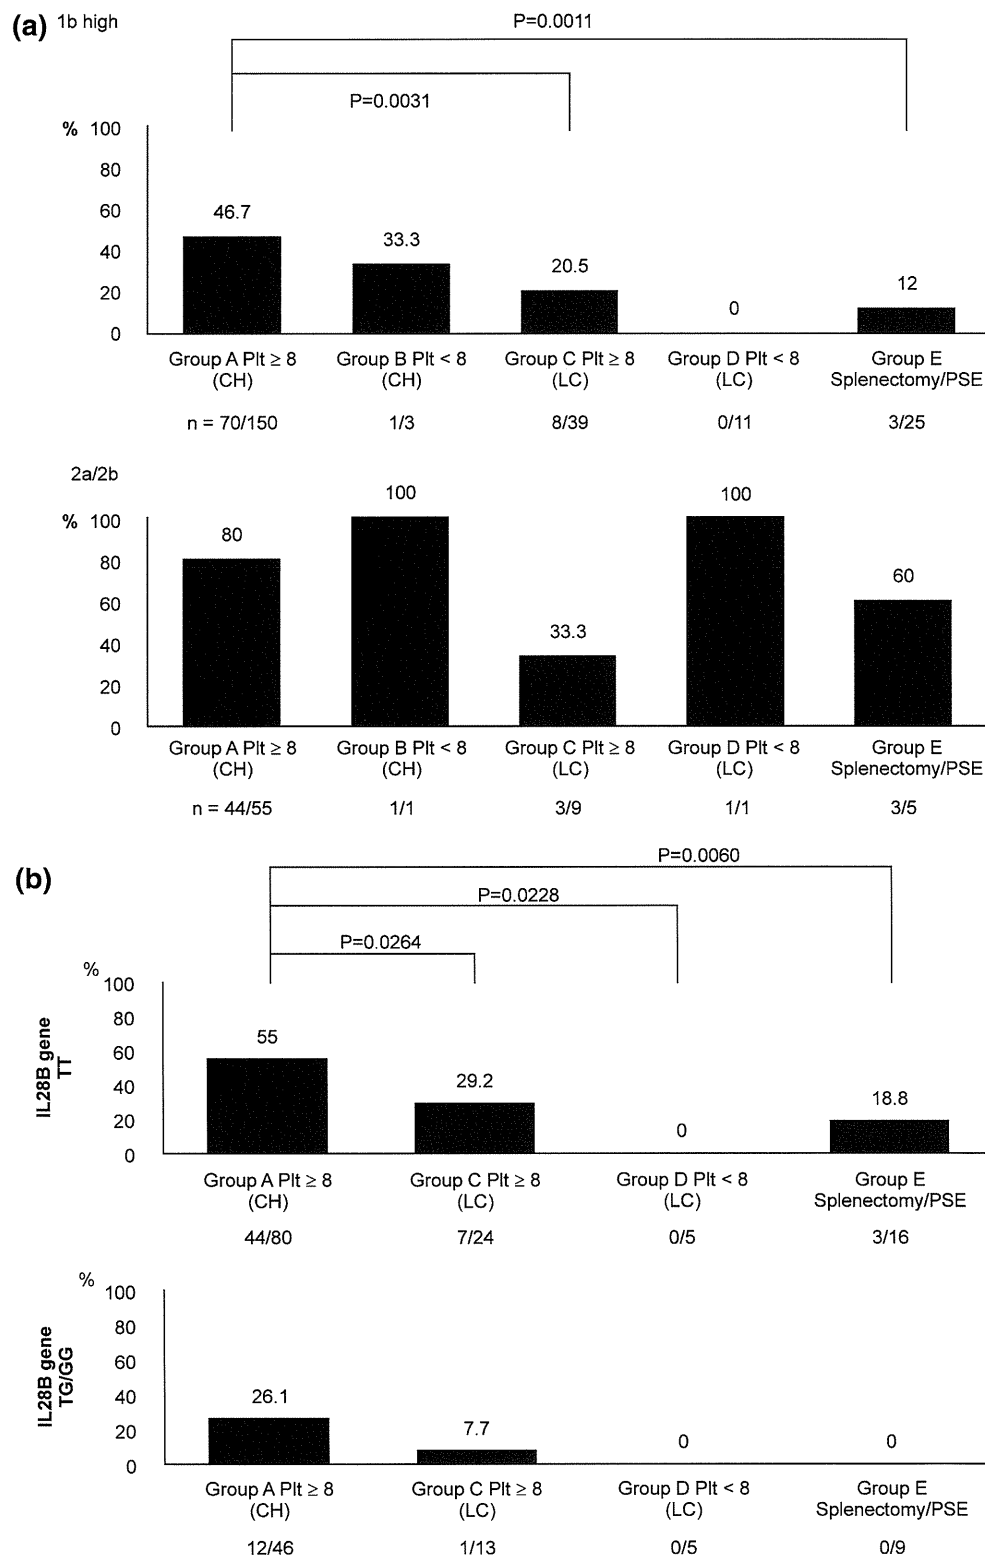 (a) 1b high
P=0.0011
P=0.0031
% 100
80
60
40
20
0
46.7
33.3
20.5
0
12
Group A Plt ≥ 8 Group B Plt < 8 Group C Plt ≥ 8 Group D Plt < 8 Group E
(CH) (CH) (LC) (LC) Splenectomy/PSE
n = 70/150 1/3 8/39 0/11 3/25
2a/2b
% 100
80
60
40
20
0
80
100
33.3
100
60
Group A Plt ≥ 8 Group B Plt < 8 Group C Plt ≥ 8 Group D Plt < 8 Group E
(CH) (CH) (LC) (LC) Splenectomy/PSE
n = 44/55 1/1 3/9 1/1 3/5
(b)
P=0.0060
P=0.0228
P=0.0264
%
100
80
60
40
20
0
IL28B gene
TT
55
29.2
0
18.8
Group A Plt ≥ 8 Group C Plt ≥ 8 Group D Plt < 8 Group E
(CH) (LC) (LC) Splenectomy/PSE
44/80 7/24 0/5 3/16
%
100
80
60
40
20
0
IL28B gene
TG/GG
26.1
7.7
0
0
Group A Plt ≥ 8 Group C Plt ≥ 8 Group D Plt < 8 Group E
(CH) (LC) (LC) Splenectomy/PSE
12/46 1/13 0/5 0/9